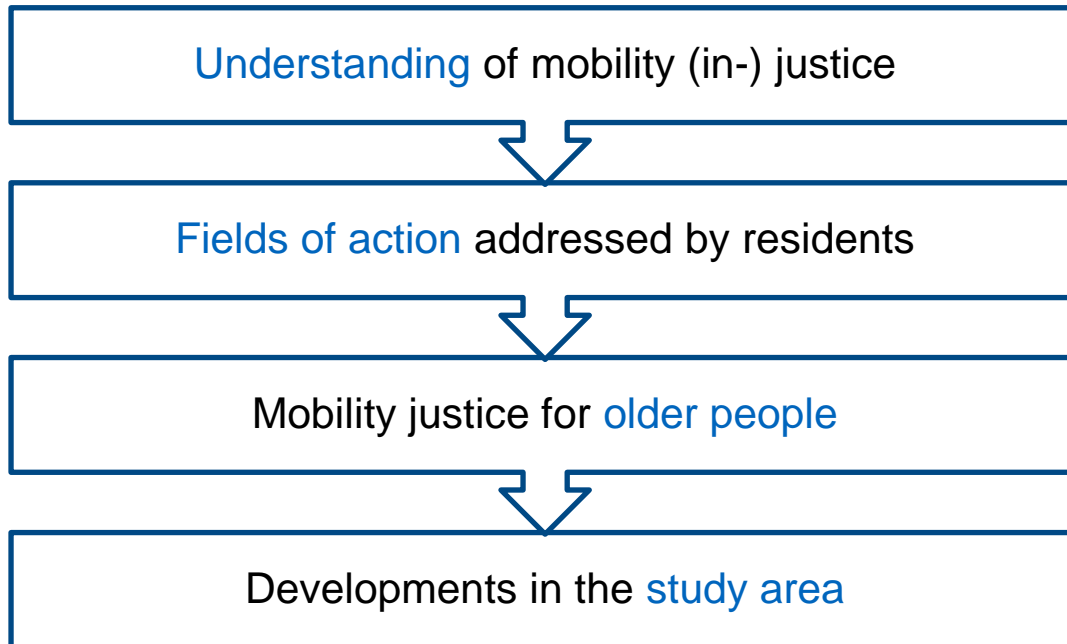 Understanding of mobility (in-) justice
Fields of action addressed by residents
Mobility justice for older people
Developments in the study area